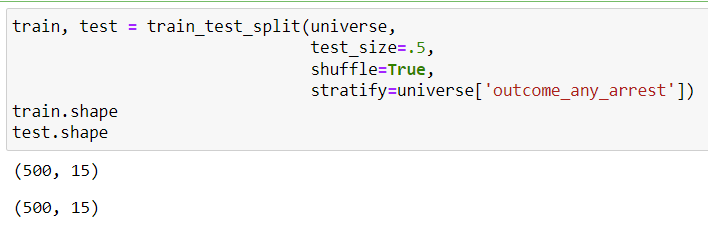 train, test = train_test_split(universe,
test_size=.5,
shuffle=True,
stratify=universe['outcome_any_arrest'])
train.shape
test.shape
(500, 15)
(500, 15)